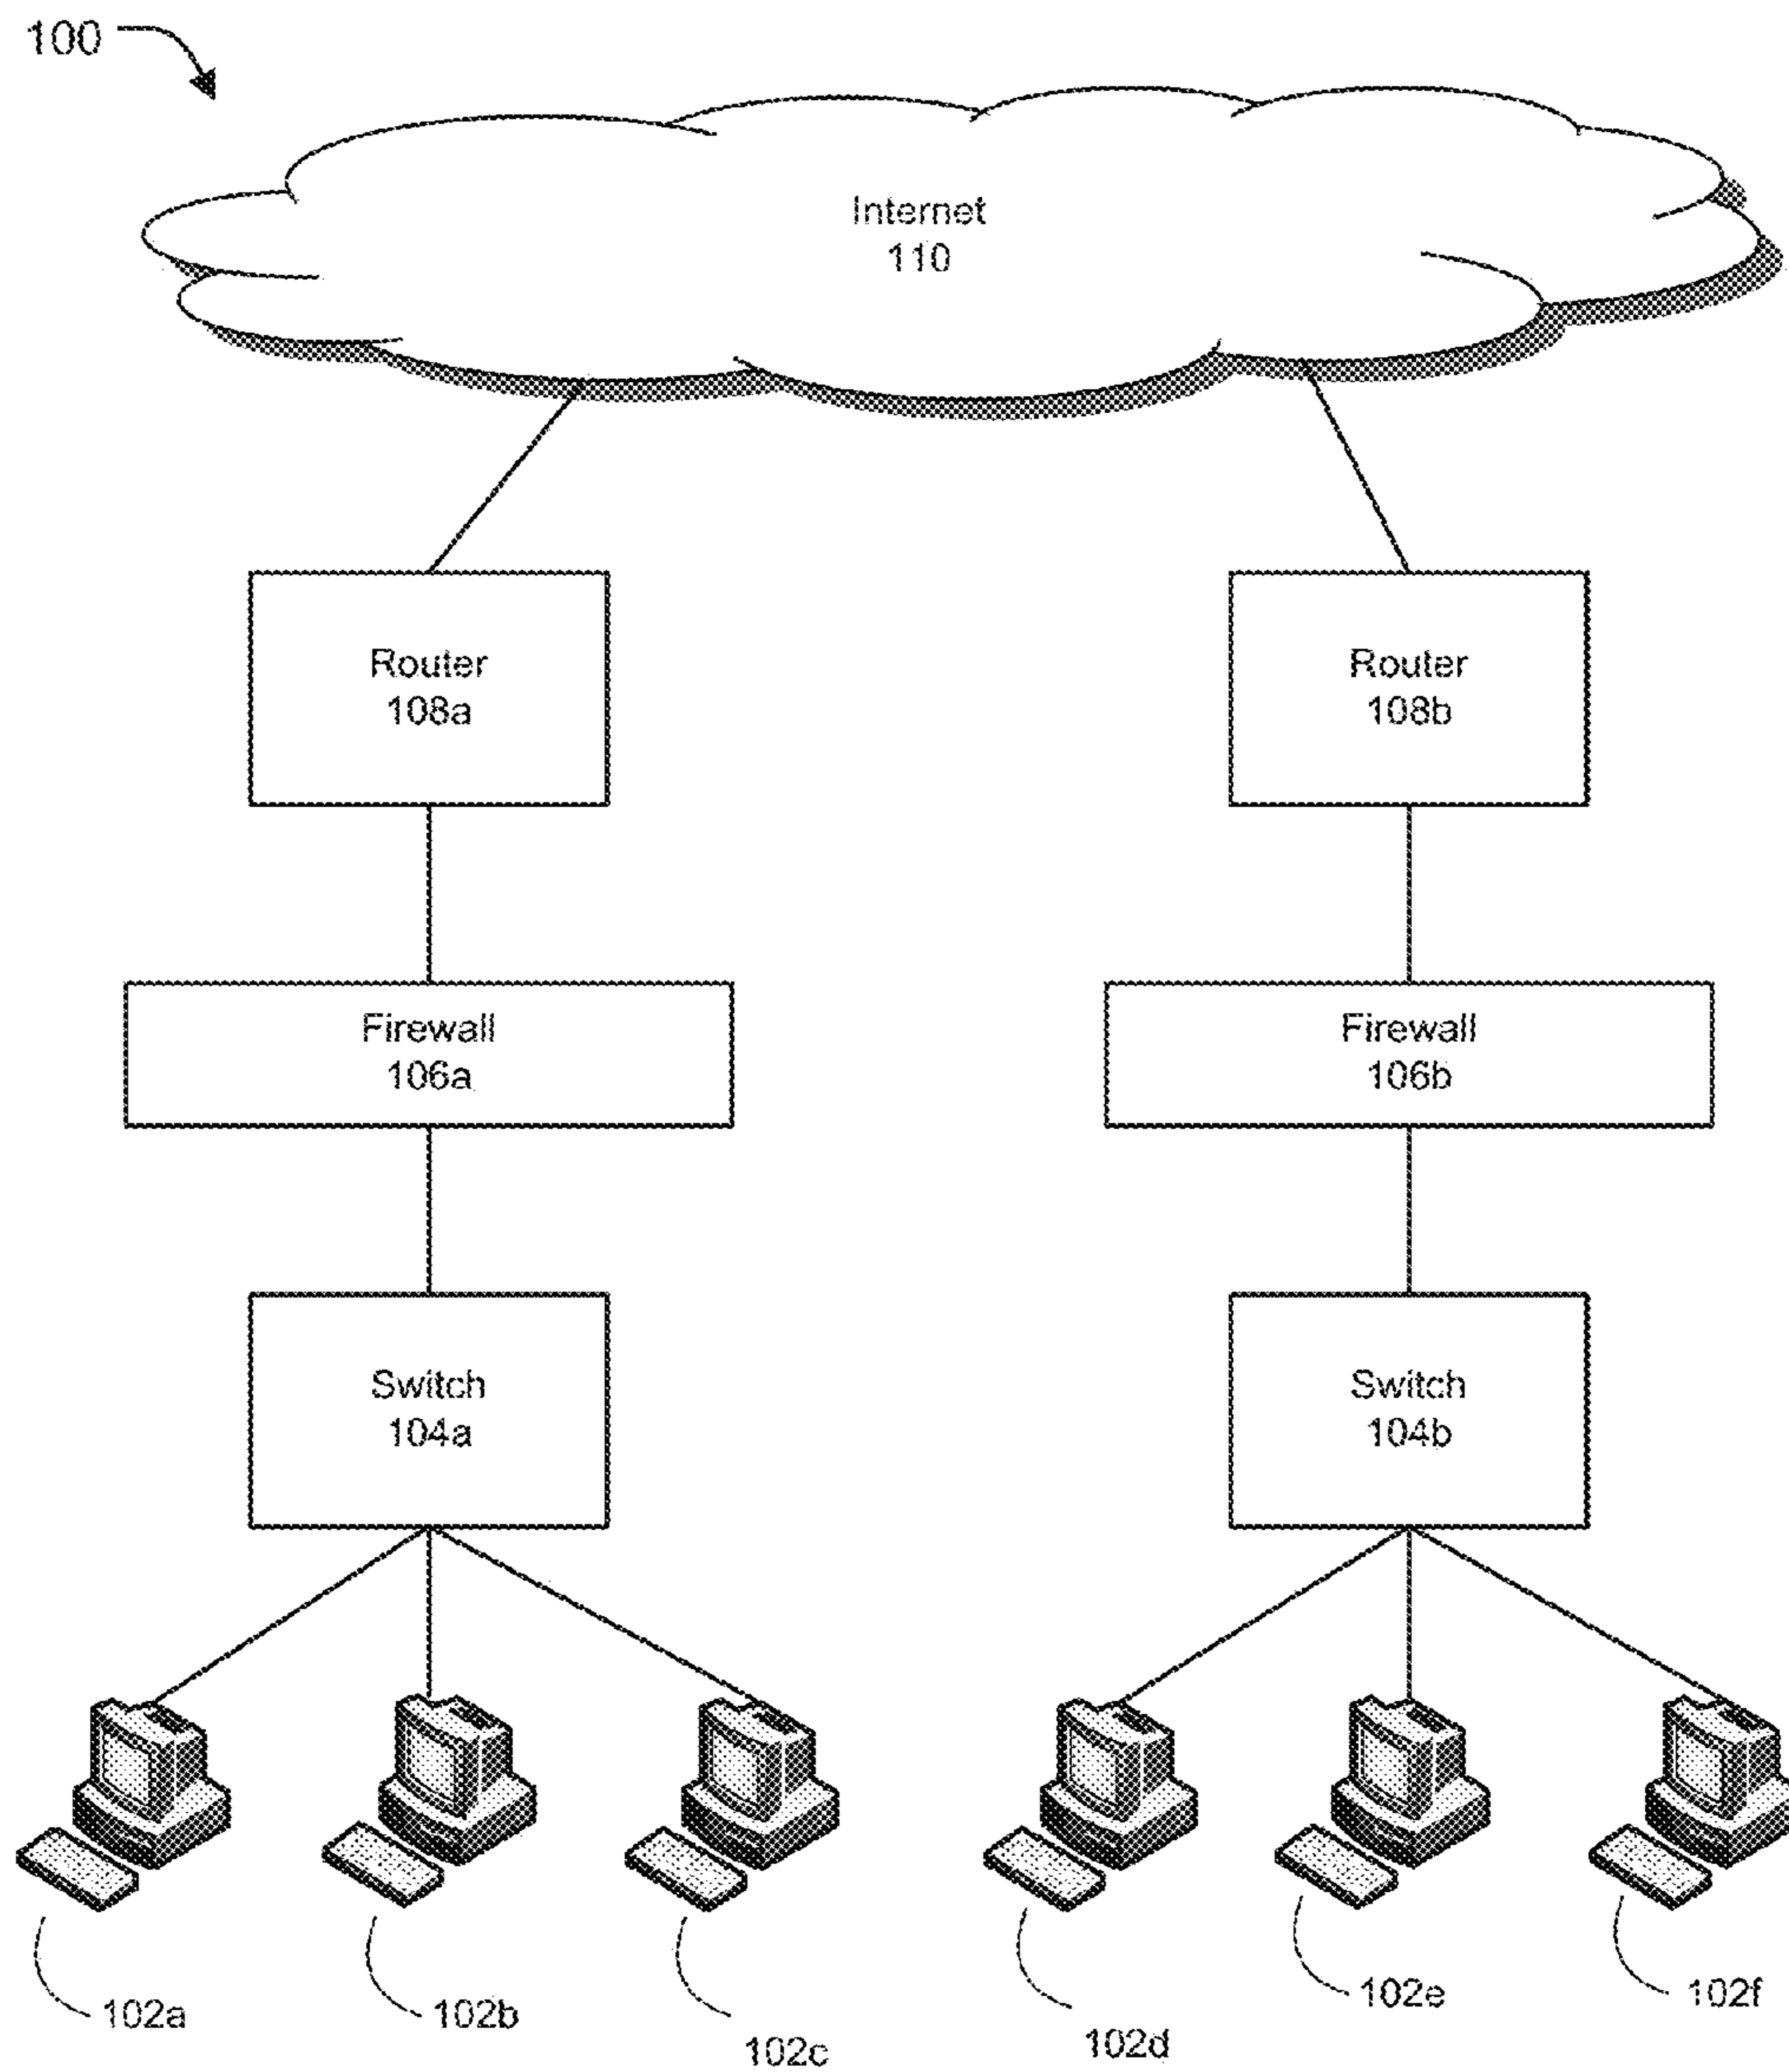 100
Internet
110
Router
108a
Router
108b
Firewall
106a
Firewall
106b
Switch
104a
Switch
104b
102a
102b
102c
102d
102e
102f